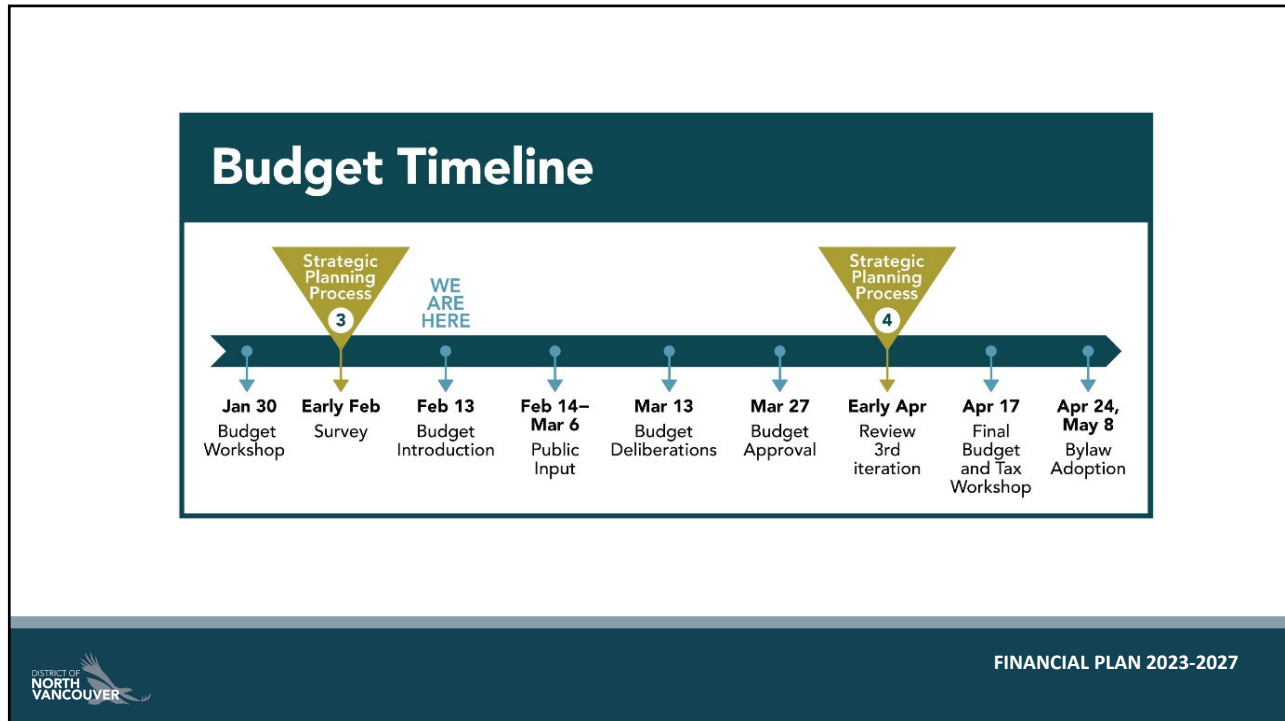 Budget Timeline
Strategic
Planning
Process
3
WE
ARE
HERE
Strategic
Planning
Process
4
Jan 30
Budget
Workshop
Early Feb
Survey
Feb 13
Budget
Introduction
Feb 14–
Mar 6
Public
Input
Mar 13
Budget
Deliberations
Mar 27
Budget
Approval
Early Apr
Review
3rd
iteration
Apr 17
Final
Budget
and Tax
Workshop
Apr 24,
May 8
Bylaw
Adoption
DISTRICT OF
NORTH
VANCOUVER
FINANCIAL PLAN 2023-2027